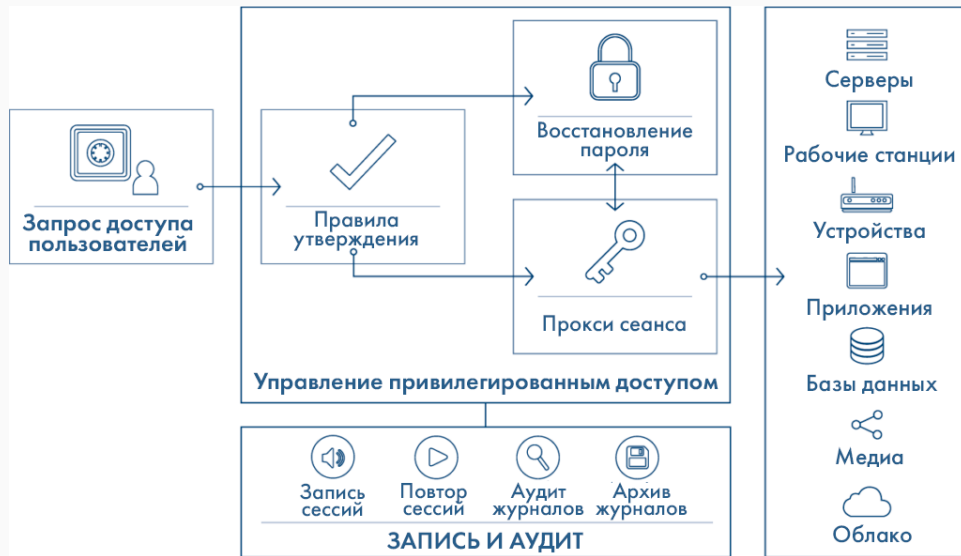 Запрос доступа
пользователей
Правила
утверждения
Восстановление
пароля
Прокси сеанса
Управление привилегированным доступом
Запись
сессий
Повтор
сессий
Аудит
журналов
Архив
журналов
ЗАПИСЬ И АУДИТ
Серверы
Рабочие станции
Устройства
Приложения
Базы данных
Медиа
Облако